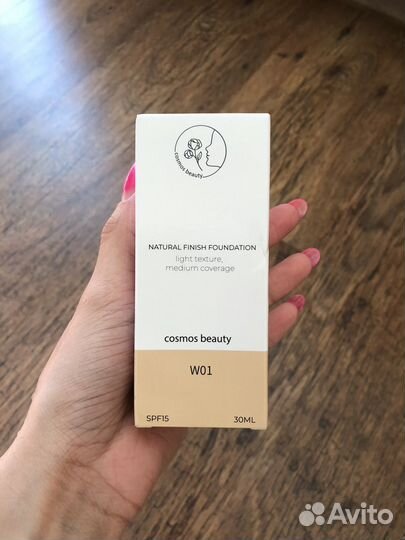 cosmos beauty
NATURAL FINISH FOUNDATION
light texture,
medium coverage
cosmos beauty
W01
SPF15 30ML
Avito